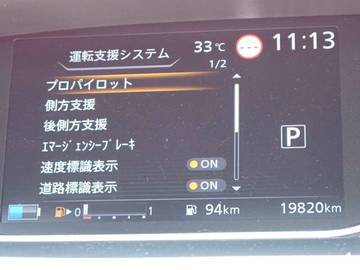 運転支援システム 33℃ 11:13
1/2
プロパイロット
側方支援
後側方支援
ｴﾏｰｼﾞｪﾝｼｰﾌﾞﾚｰｷ
速度標識表示 ON
道路標識表示 ON
P
0 1 94km 19820km